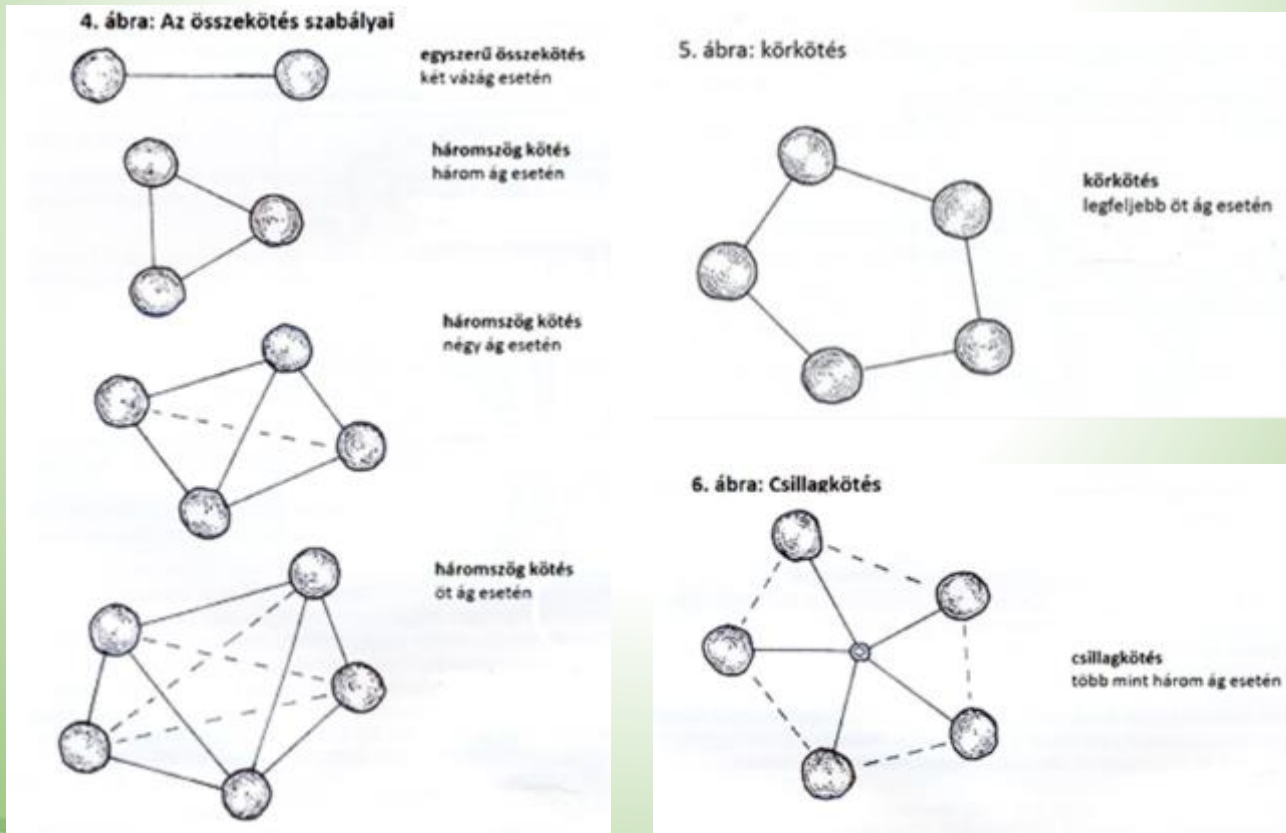 4. ábra: Az összekötés szabályai
egyszerű összekötés
két vázág esetén
háromszög kötés
három ág esetén
háromszög kötés
négy ág esetén
háromszög kötés
öt ág esetén
5. ábra: körkötés
körkötés
legfeljebb öt ág esetén
6. ábra: Csillagkötés
csillagkötés
több mint három ág esetén